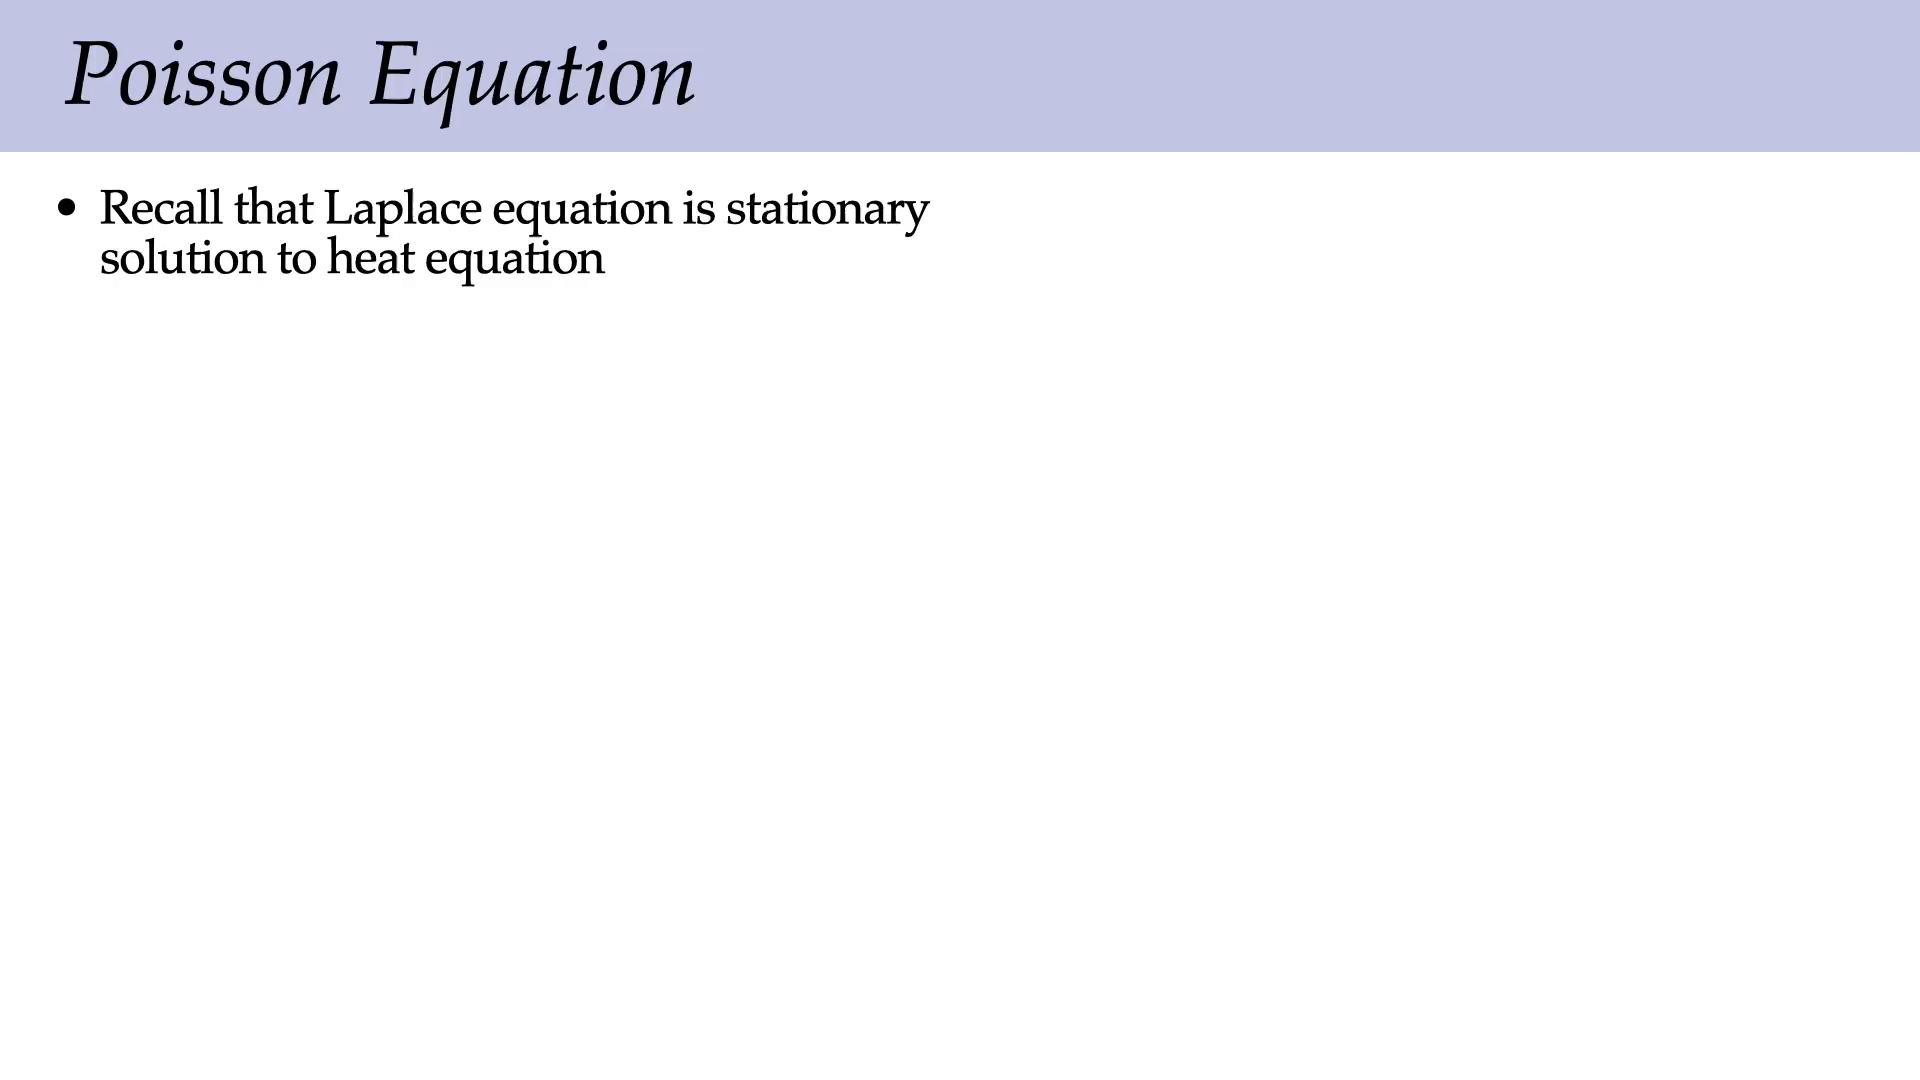 Poisson Equation
• Recall that Laplace equation is stationary
solution to heat equation